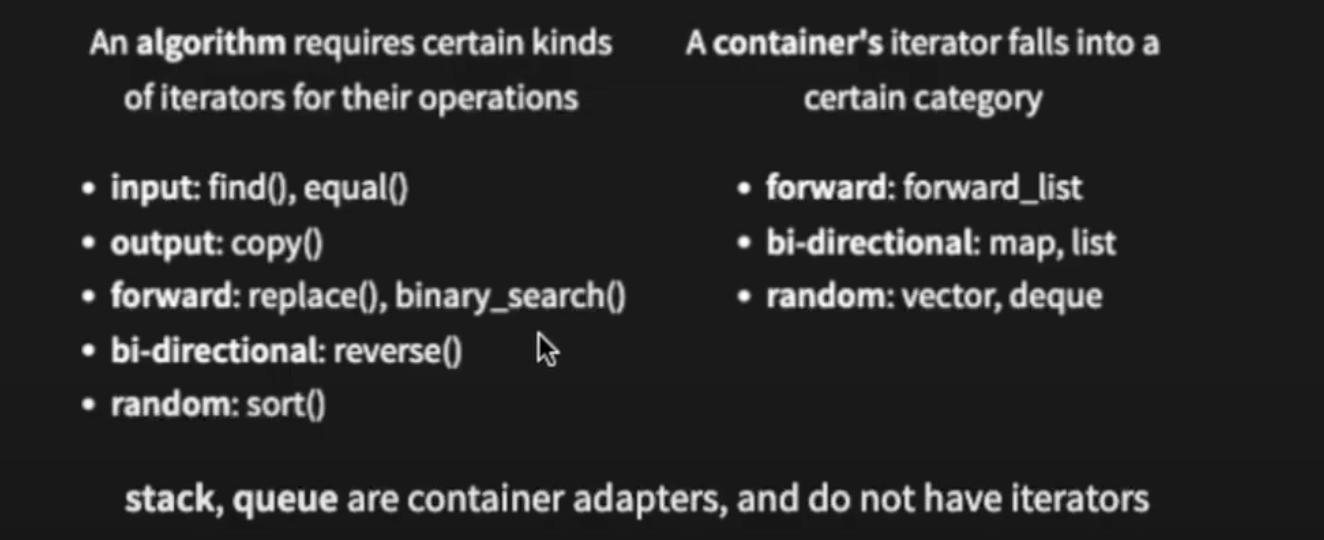 An algorithm requires certain kinds
of iterators for their operations
• input: find(), equal()
• output: copy()
• forward: replace(), binary_search()
• bi-directional: reverse()
• random: sort()
A container's iterator falls into a
certain category
• forward: forward_list
• bi-directional: map, list
• random: vector, deque
stack, queue are container adapters, and do not have iterators